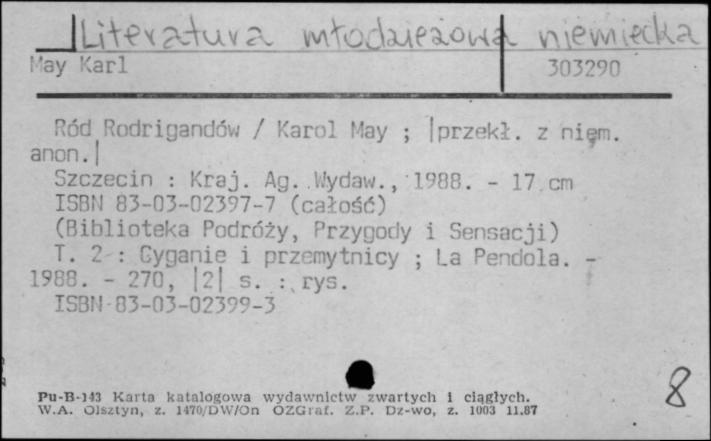 Literatura młodzieżowa niemiecka
May Karl 303290
Ród Rodrigandów / Karol May ; |przekł. z niem.
anon.|
Szczecin : Kraj. Ag. Wydaw., 1988. - 17 cm
ISBN 83-03-02397-7 (całość)
(Biblioteka Podróży, Przygody i Sensacji)
T. 2 : Cyganie i przemytnicy ; La Pendola. -
1988. - 270, |2| s. : rys.
ISBN 83-03-02399-3
Pu-B-143 Karta katalogowa wydawnictw zwartych i ciągłych.
W.A. Olsztyn, z. 1470/DW/On OZGraf. Z.P. Dz-wo, z. 1003 11.87
8